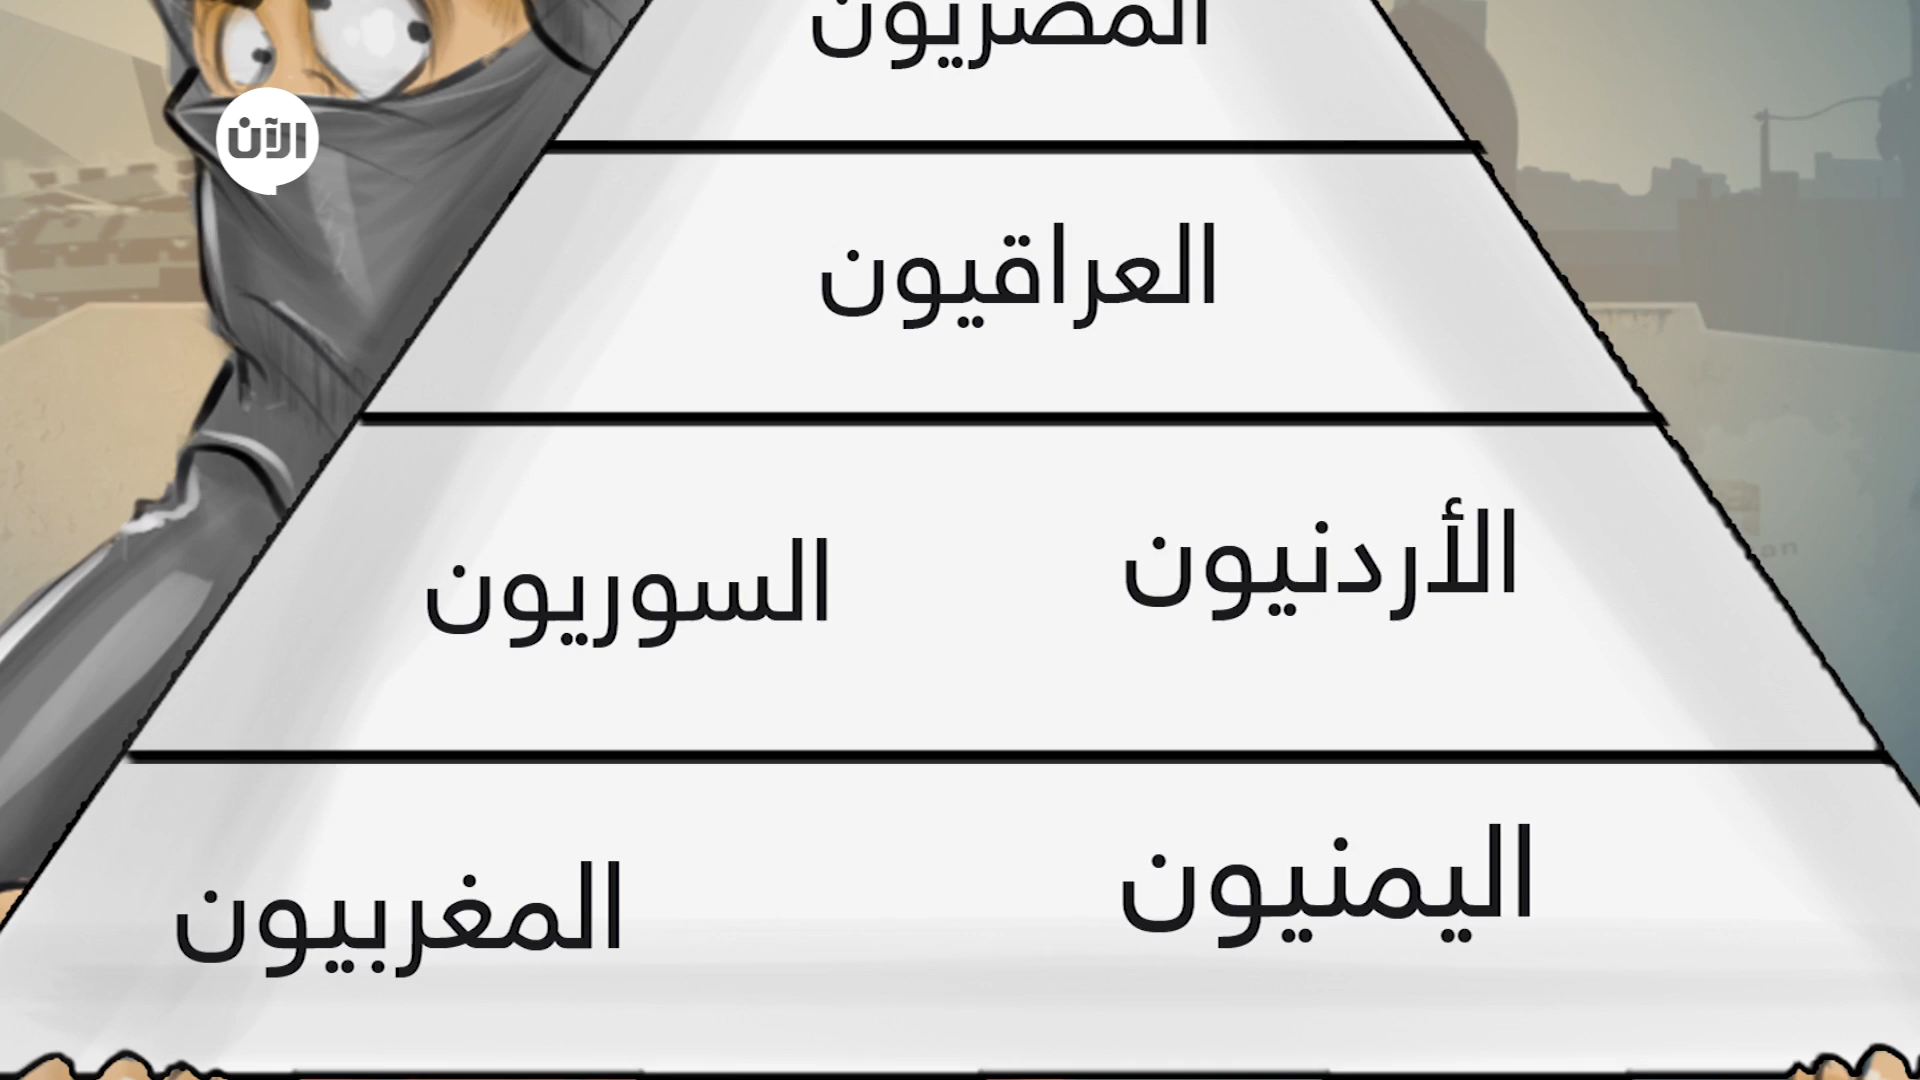 المصريون
الآن
العراقيون
الأردنيون
السوريون
اليمنيون
المغربيون